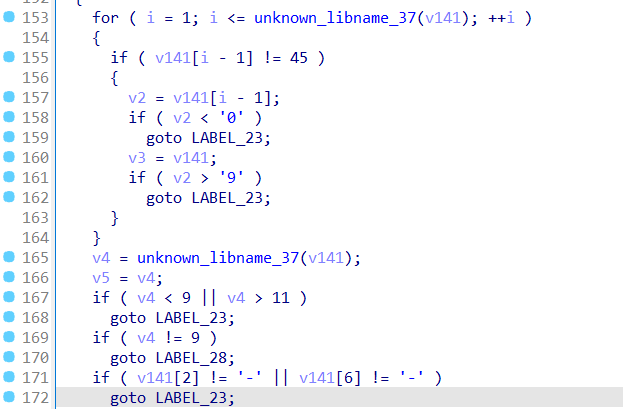 153 for ( i = 1; i <= unknown_libname_37(v141); ++i )
154 {
155 if ( v141[i - 1] != 45 )
156 {
157 v2 = v141[i - 1];
158 if ( v2 < '0' )
159 goto LABEL_23;
160 v3 = v141;
161 if ( v2 > '9' )
162 goto LABEL_23;
163 }
164 }
165 v4 = unknown_libname_37(v141);
166 v5 = v4;
167 if ( v4 < 9 || v4 > 11 )
168 goto LABEL_23;
169 if ( v4 != 9 )
170 goto LABEL_28;
171 if ( v141[2] != '-' || v141[6] != '-' )
172 goto LABEL_23;